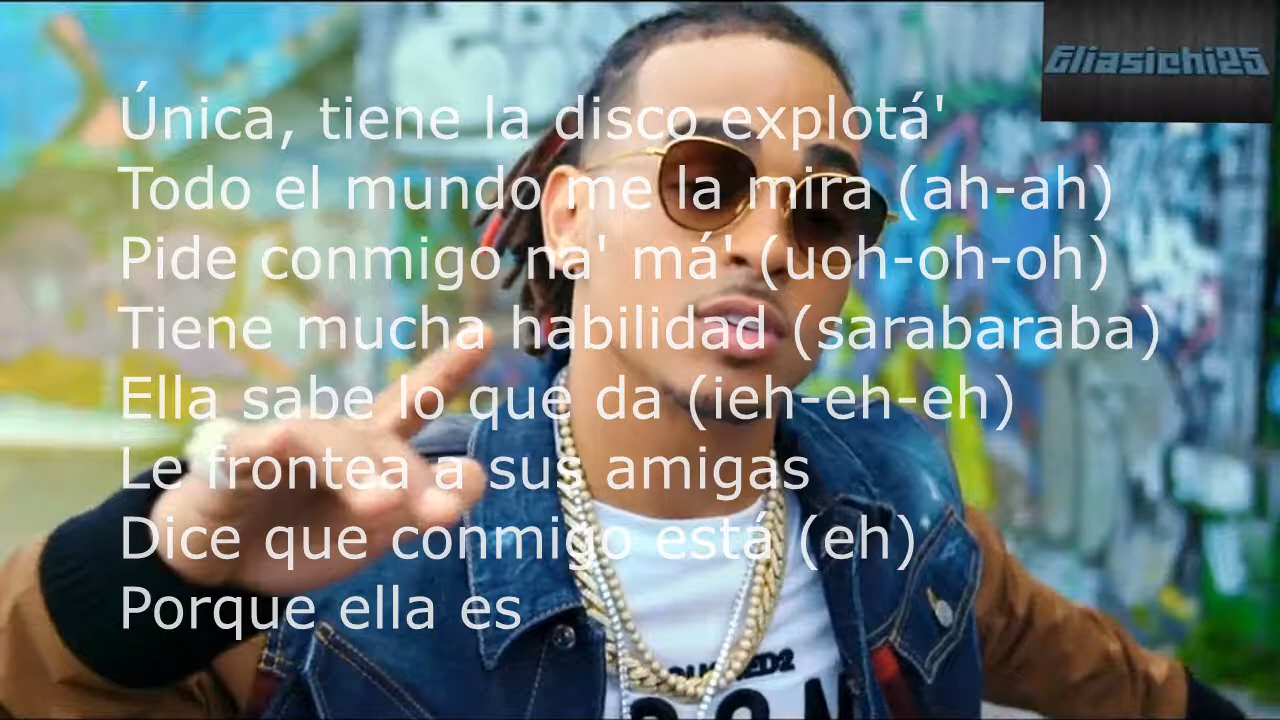 Eliasichi25
Única, tiene la disco explotá'
Todo el mundo me la mira (ah-ah)
Pide conmigo na' má' (uoh-oh-oh)
Tiene mucha habilidad (sarabaraba)
Ella sabe lo que da (ieh-eh-eh)
Le frontea a sus amigas
Dice que conmigo está (eh)
Porque ella es